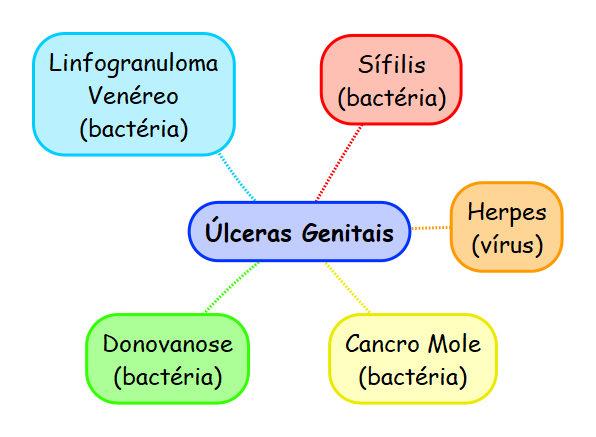 Linfogranuloma
Venéreo
(bactéria)
Sífilis
(bactéria)
Herpes
(vírus)
Úlceras Genitais
Donovanose
(bactéria)
Cancro Mole
(bactéria)